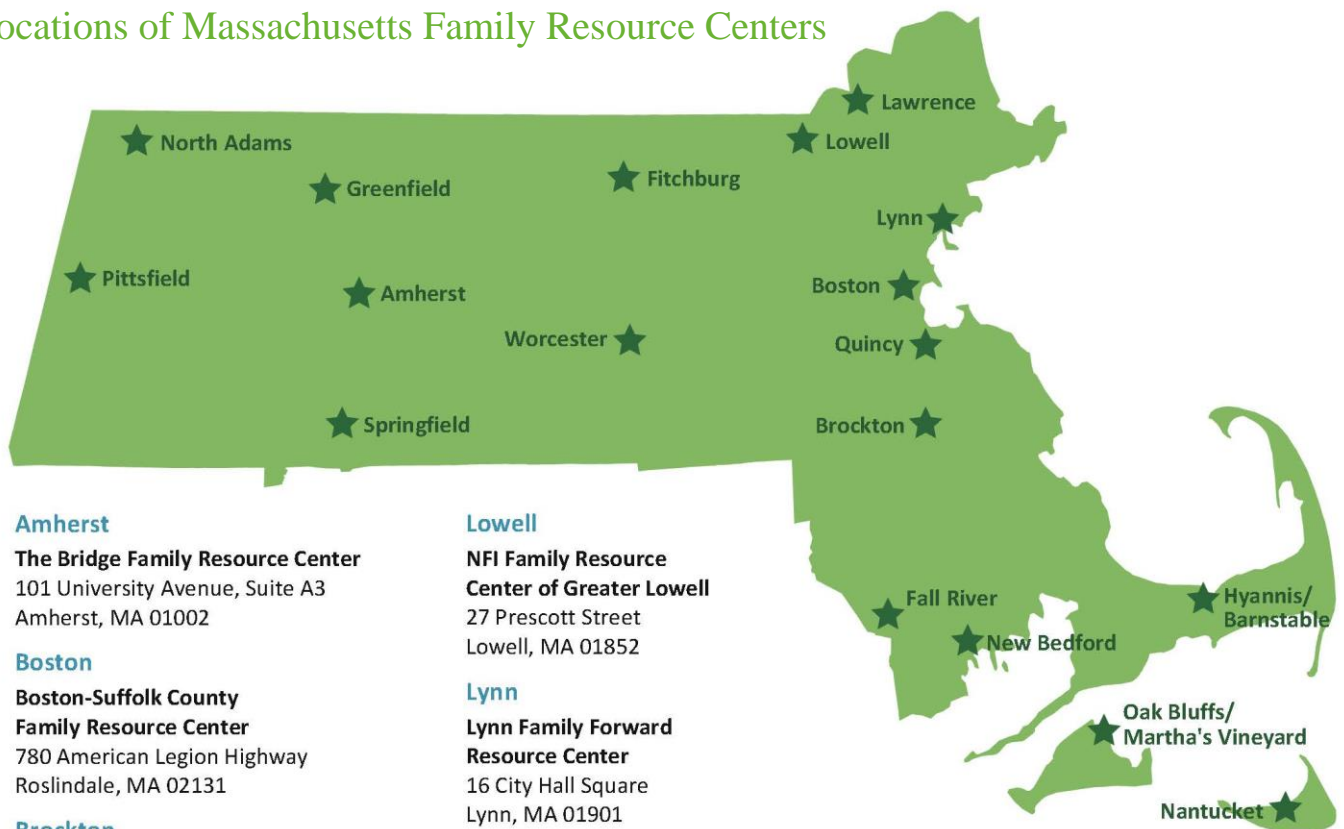 ocations of Massachusetts Family Resource Centers
Lawrence
North Adams
Lowell
Greenfield
Fitchburg
Lynn
Pittsfield
Amherst
Boston
Worcester
Quincy
Springfield
Brockton
Fall River
New Bedford
Hyannis/
Barnstable
Oak Bluffs/
Martha's Vineyard
Nantucket
Amherst
The Bridge Family Resource Center
101 University Avenue, Suite A3
Amherst, MA 01002
Boston
Boston-Suffolk County
Family Resource Center
780 American Legion Highway
Roslindale, MA 02131
Brockton
Lowell
NFI Family Resource
Center of Greater Lowell
27 Prescott Street
Lowell, MA 01852
Lynn
Lynn Family Forward
Resource Center
16 City Hall Square
Lynn, MA 01901